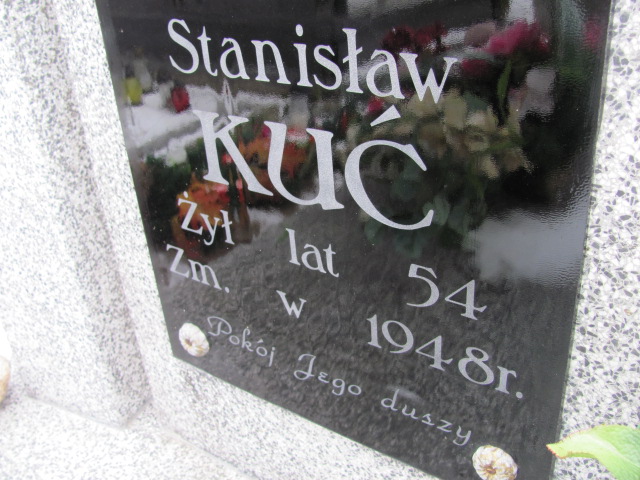 Stanisław
KUĆ
żył lat 54
Zm. w 1948r.
Pokój Jego duszy